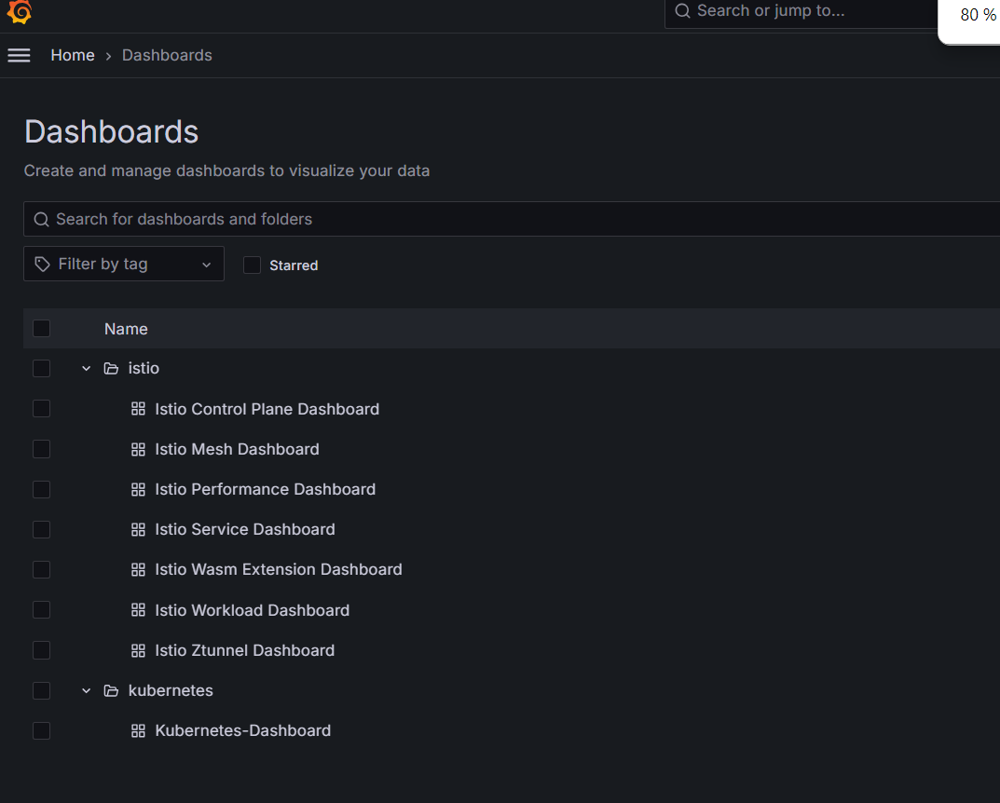 Search or jump to...
80 %
Home › Dashboards
Dashboards
Create and manage dashboards to visualize your data
Search for dashboards and folders
Filter by tag
Starred
Name
istio
Istio Control Plane Dashboard
Istio Mesh Dashboard
Istio Performance Dashboard
Istio Service Dashboard
Istio Wasm Extension Dashboard
Istio Workload Dashboard
Istio Ztunnel Dashboard
kubernetes
Kubernetes-Dashboard